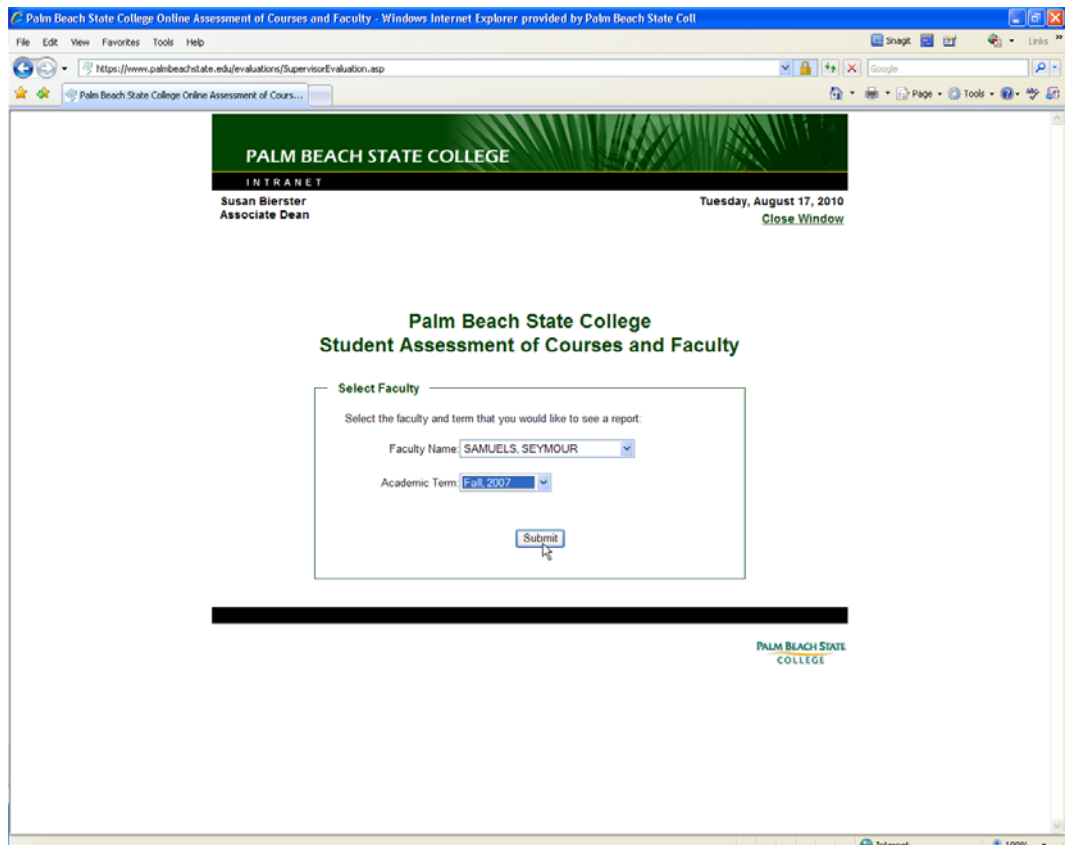 Palm Beach State College Online Assessment of Courses and Faculty - Windows Internet Explorer provided by Palm Beach State Coll
File Edit View Favorites Tools Help
Snagit
Links »
https://www.palmbeachstate.edu/evaluations/SupervisorEvaluation.asp
Google
Palm Beach State College Online Assessment of Cours...
Page
Tools
PALM BEACH STATE COLLEGE
INTRANET
Susan Bierster
Tuesday, August 17, 2010
Associate Dean
Close Window
Palm Beach State College
Student Assessment of Courses and Faculty
Select Faculty
Select the faculty and term that you would like to see a report:
Faculty Name: SAMUELS, SEYMOUR
Academic Term: Fall, 2007
Submit
PALM BEACH STATE
COLLEGE
Internet
100%